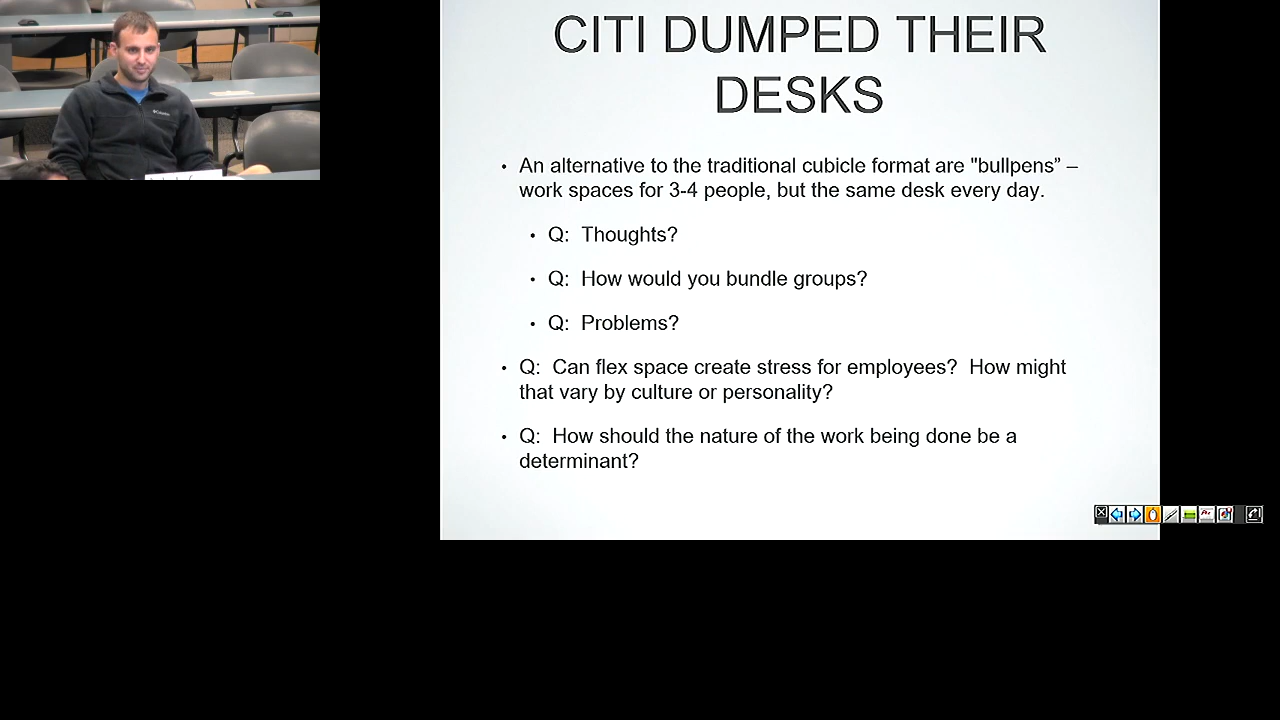 CITI DUMPED THEIR
DESKS
• An alternative to the traditional cubicle format are "bullpens” –
work spaces for 3-4 people, but the same desk every day.
• Q: Thoughts?
• Q: How would you bundle groups?
• Q: Problems?
• Q: Can flex space create stress for employees? How might
that vary by culture or personality?
• Q: How should the nature of the work being done be a
determinant?
Columbia